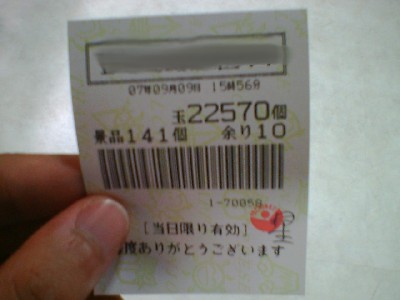 07年09月09日 15時56分
玉22570個
景品141個 余り10
1-70058
[当日限り有効]
度ありがとうございます